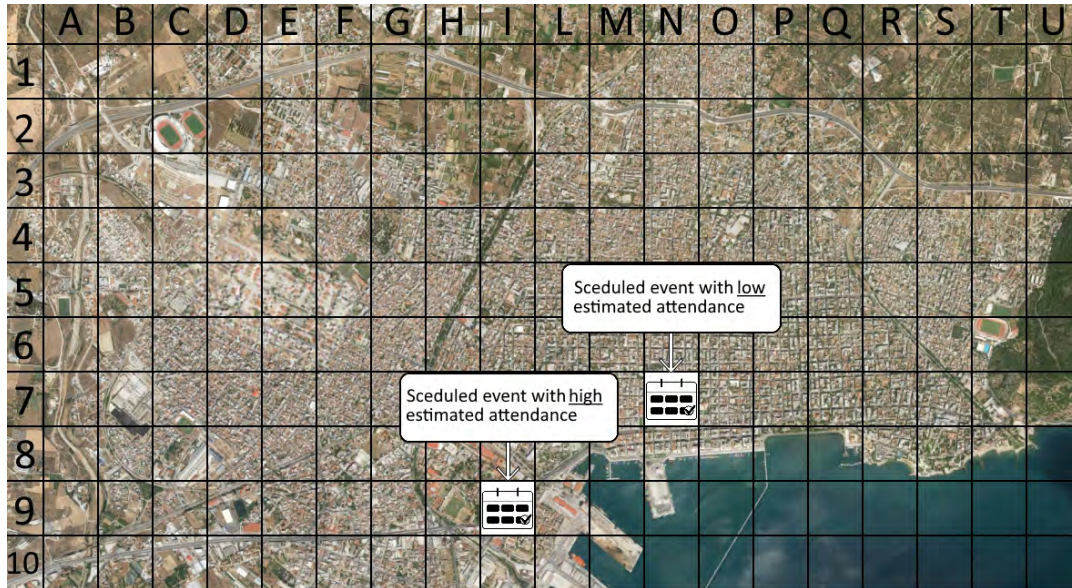 A B C D E F G H I L M N O P Q R S T U
1
2
3
4
5
Sceduled event with low
estimated attendance
6
7
Sceduled event with high
estimated attendance
8
9
10